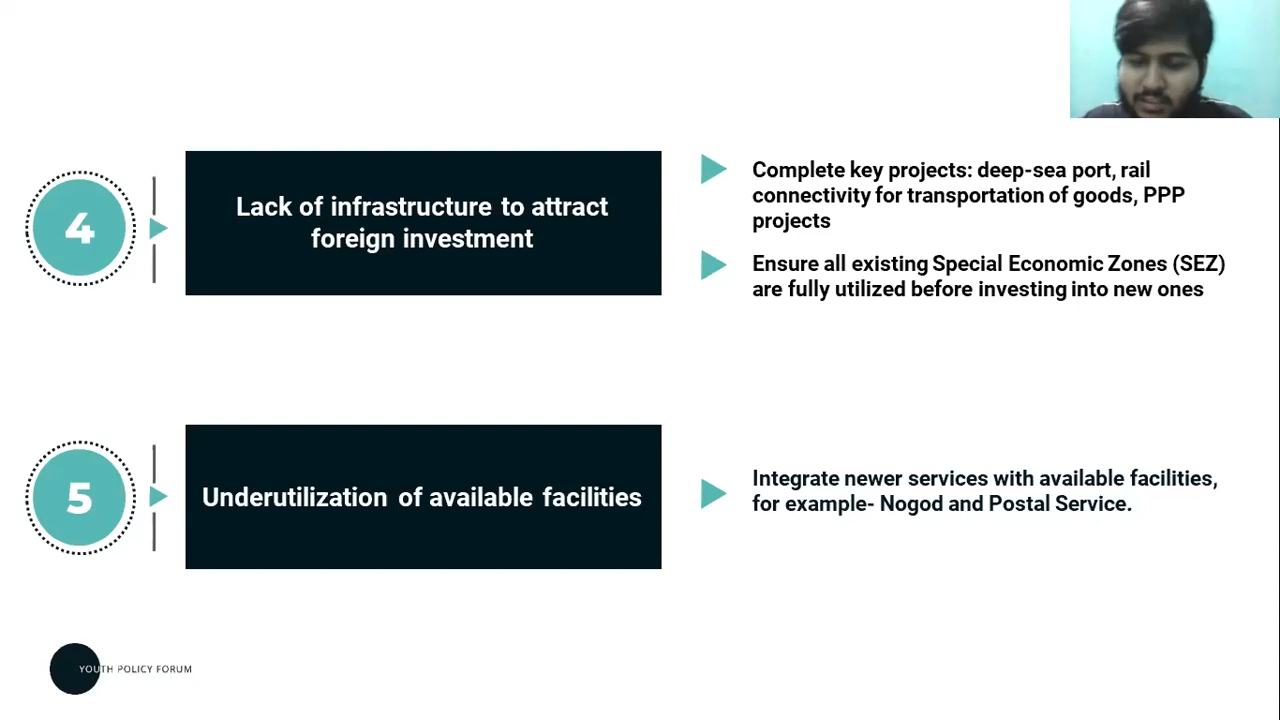 4
Lack of infrastructure to attract
foreign investment
Complete key projects: deep-sea port, rail
connectivity for transportation of goods, PPP
projects
Ensure all existing Special Economic Zones (SEZ)
are fully utilized before investing into new ones
5
Underutilization of available facilities
Integrate newer services with available facilities,
for example- Nogod and Postal Service.
YOUTH POLICY FORUM